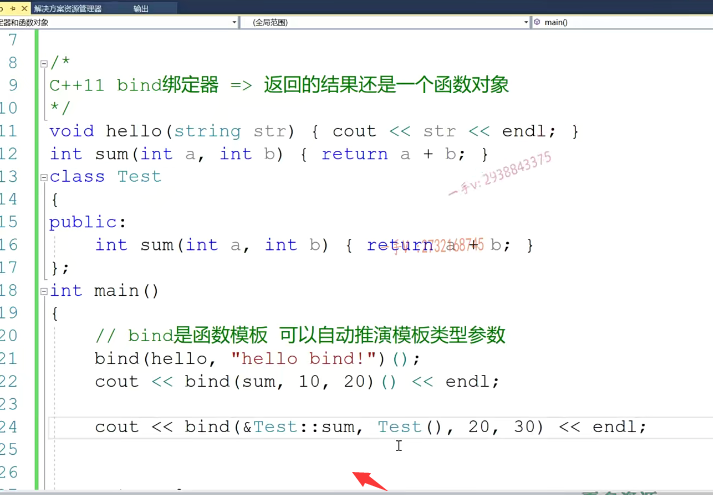 解决方案资源管理器 输出
定器和函数对象 (全局范围) main()
7
8 /*
9 C++11 bind绑定器 => 返回的结果还是一个函数对象
10 */
11 void hello(string str) { cout << str << endl; }
12 int sum(int a, int b) { return a + b; }
13 class Test
14 {
15 public:
16 int sum(int a, int b) { return a + b; }
17 };
18 int main()
19 {
20 // bind是函数模板 可以自动推演模板类型参数
21 bind(hello, "hello bind!")();
22 cout << bind(sum, 10, 20)() << endl;
23
24 cout << bind(&Test::sum, Test(), 20, 30) << endl;
25
26
一手v: 2938843375